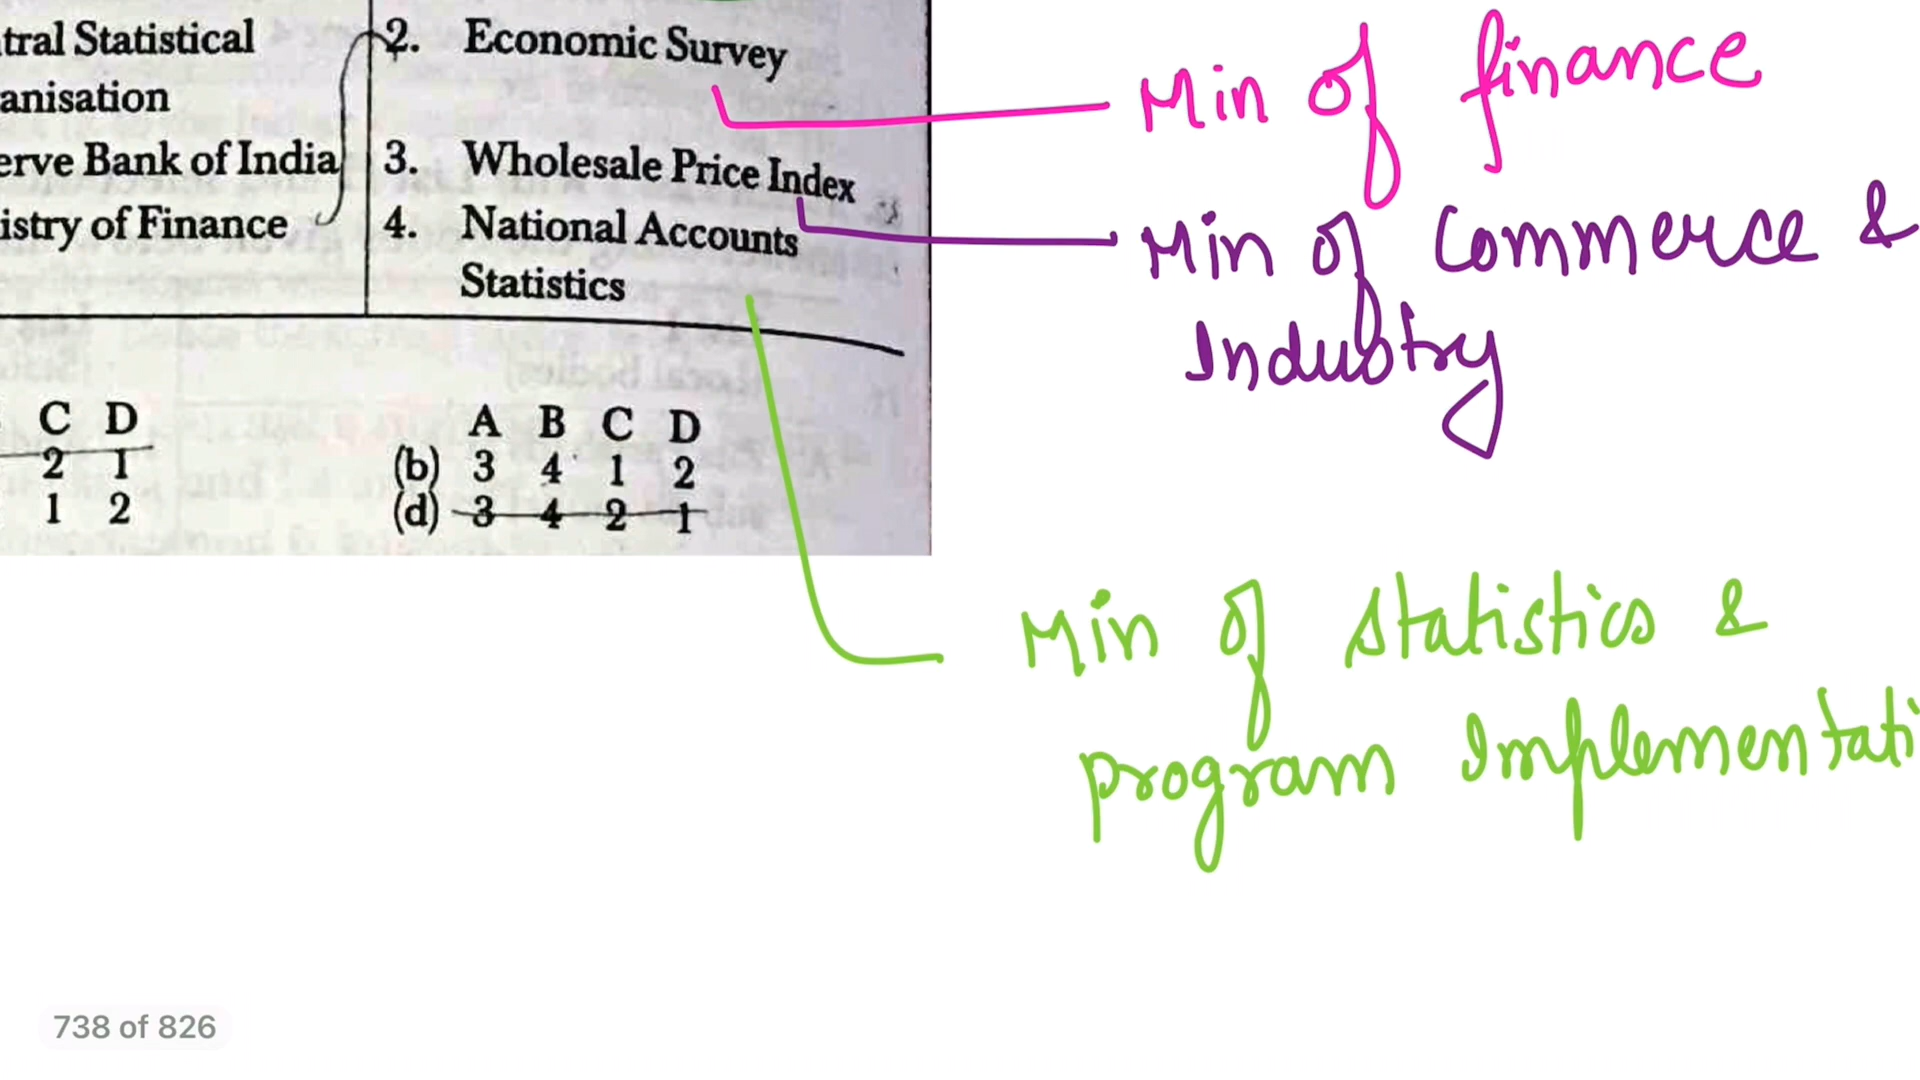 tral Statistical
anisation
erve Bank of India
istry of Finance
2. Economic Survey
3. Wholesale Price Index
4. National Accounts
Statistics
C D
2 1
1 2
A B C D
(b) 3 4 1 2
(d) 3 4 2 1
Min of finance
Min of Commerce &
Industry
Min of Statistics &
program Implementati
738 of 826